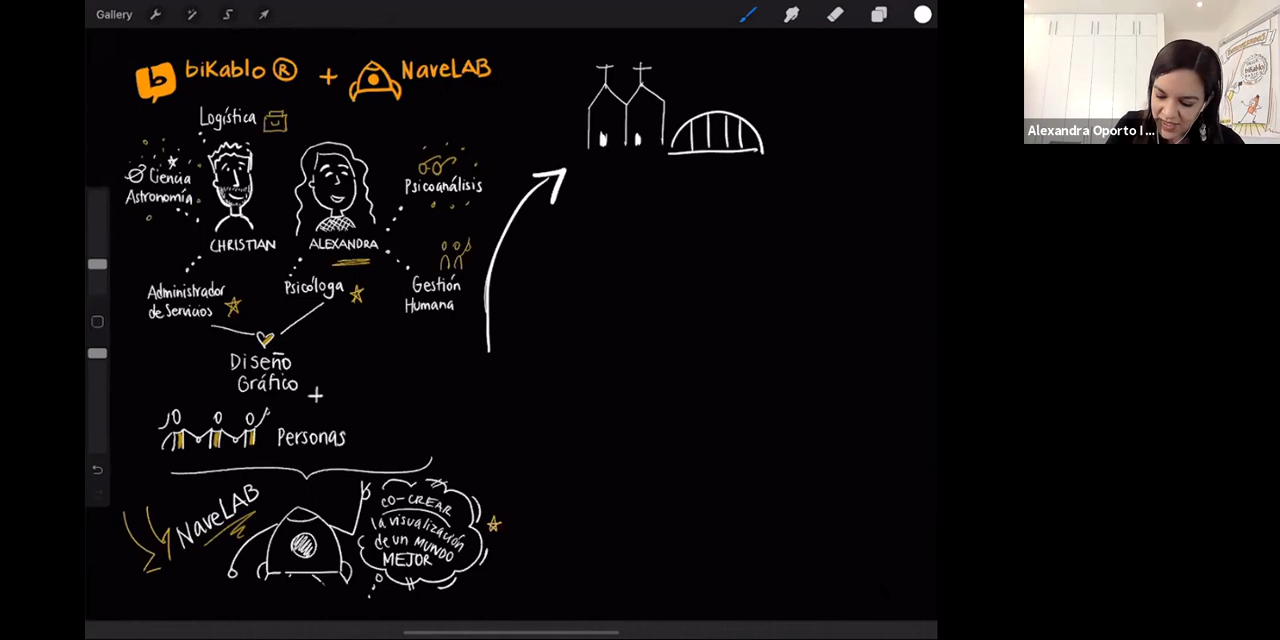 Gallery
b biKablo ® + NaveLAB
Logística
Ciencia
Astronomía
Psicoanálisis
CHRISTIAN
ALEXANDRA
Administrador
de Servicios
Psicóloga
Gestión
Humana
Diseño
Gráfico
+
Personas
NaveLAB
CO-CREAR
la visualización
de un MUNDO
MEJOR
Alexandra Oporto I ...
bikablo